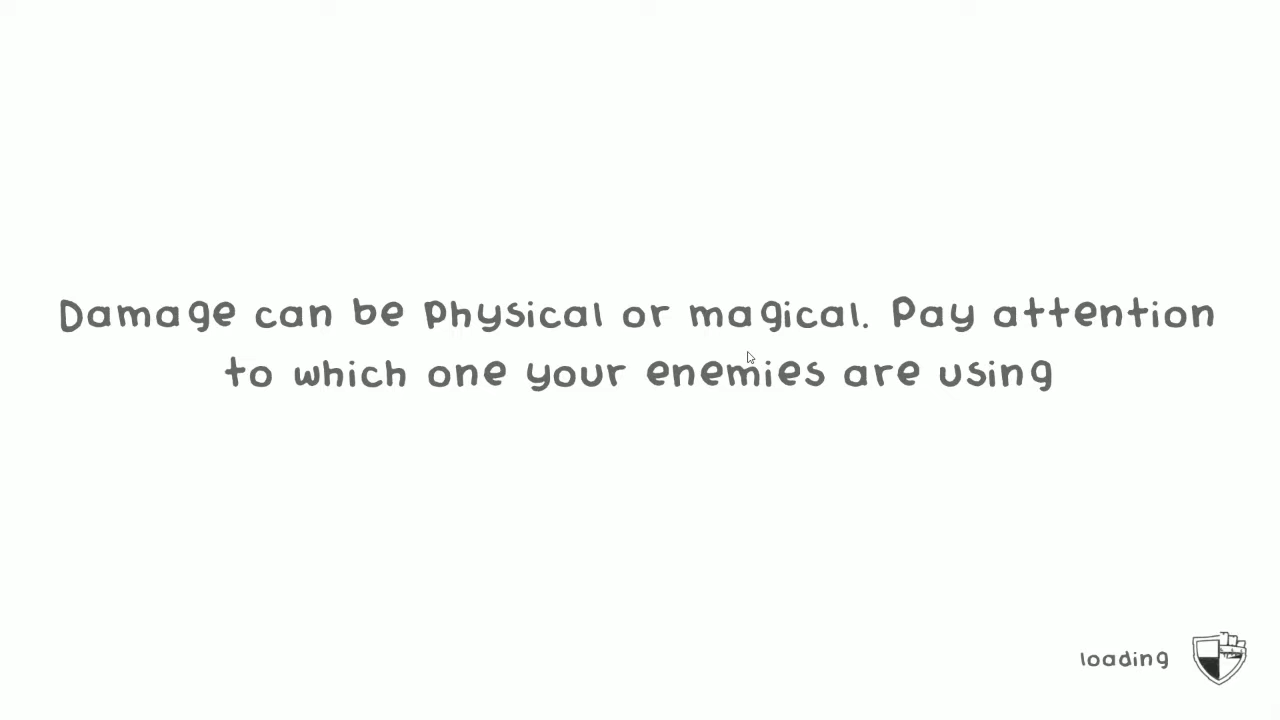 Damage can be physical or magical. Pay attention
to which one your enemies are using
loading